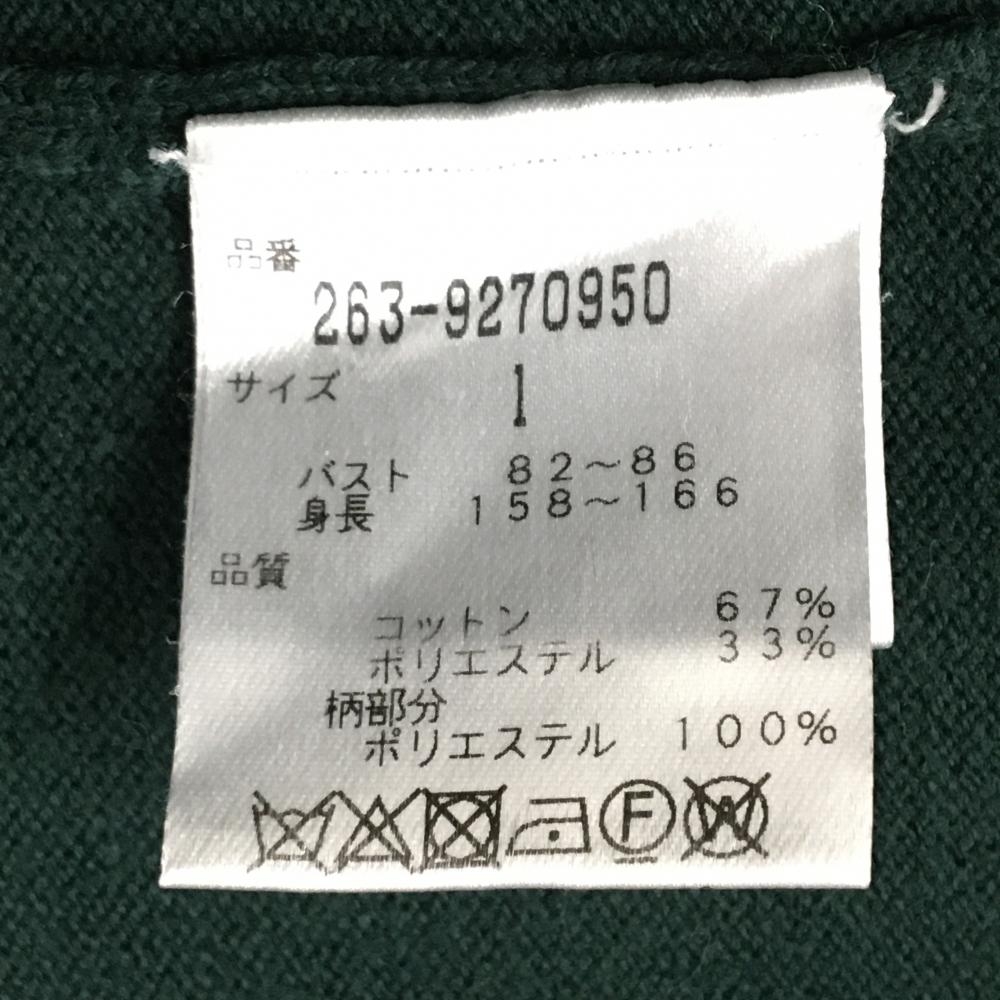 品番
263-9270950
サイズ 1
バスト 82～86
身長 158～166
品質
コットン 67%
ポリエステル 33%
柄部分
ポリエステル 100%
F W